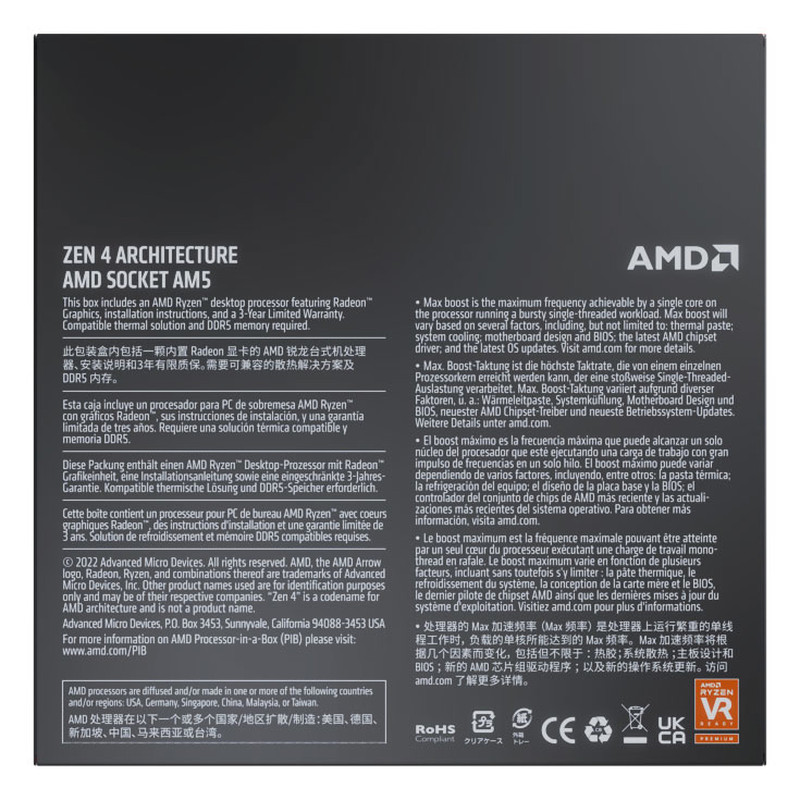 ZEN 4 ARCHITECTURE
AMD SOCKET AM5
This box includes an AMD Ryzen™ desktop processor featuring Radeon™
Graphics, installation instructions, and a 3-Year Limited Warranty.
Compatible thermal solution and DDR5 memory required.
此包装盒内包括一颗内置 Radeon 显卡的 AMD 锐龙台式机处理
器、安装说明和3年有限质保。需要可兼容的散热解决方案及
DDR5 内存。
Esta caja incluye un procesador para PC de sobremesa AMD Ryzen™
con gráficos Radeon™, sus instrucciones de instalación, y una garantía
limitada de tres años. Requiere una solución térmica compatible y
memoria DDR5.
Diese Packung enthält einen AMD Ryzen™ Desktop-Prozessor mit Radeon™
Grafikeinheit, eine Installationsanleitung sowie eine eingeschränkte 3-Jahres-
Garantie. Kompatible thermische Lösung und DDR5-Speicher erforderlich.
Cette boîte contient un processeur pour PC de bureau AMD Ryzen™ avec coeurs
graphiques Radeon™, des instructions d'installation et une garantie limitée de
3 ans. Solution de refroidissement et mémoire DDR5 compatibles requises.
© 2022 Advanced Micro Devices. All rights reserved. AMD, the AMD Arrow
logo, Radeon, Ryzen, and combinations thereof are trademarks of Advanced
Micro Devices, Inc. Other product names used are for identification purposes
only and may be of their respective companies. "Zen 4" is a codename for
AMD architecture and is not a product name.
Advanced Micro Devices, P.O. Box 3453, Sunnyvale, California 94088-3453 USA
For more information on AMD Processor-in-a-Box (PIB) please visit:
www.amd.com/PIB
AMD processors are diffused and/or made in one or more of the following countries
and/or regions: USA, Germany, Singapore, China, Malaysia, or Taiwan.
AMD 处理器在以下一个或多个国家/地区扩散/制造：美国、德国、
新加坡、中国、马来西亚或台湾。
AMD
• Max boost is the maximum frequency achievable by a single core on
the processor running a bursty single-threaded workload. Max boost will
vary based on several factors, including, but not limited to: thermal paste;
system cooling; motherboard design and BIOS; the latest AMD chipset
driver; and the latest OS updates. Visit amd.com for more details.
• Max. Boost-Taktung ist die höchste Taktrate, die von einem einzelnen
Prozessorkern erreicht werden kann, der eine stoßweise Single-Threaded-
Auslastung verarbeitet. Max. Boost-Taktung variiert aufgrund diverser
Faktoren, u. a.: Wärmeleitpaste, Systemkühlung, Motherboard Design und
BIOS, neuester AMD Chipset-Treiber und neueste Betriebssystem-Updates.
Weitere Details unter amd.com.
• El boost máximo es la frecuencia máxima que puede alcanzar un solo
núcleo del procesador que esté ejecutando una carga de trabajo con gran
impulso de frecuencias en un solo hilo. El boost máximo puede variar
dependiendo de varios factores, incluyendo, entre otros: la pasta térmica;
la refrigeración del equipo; el diseño de la placa base y la BIOS; el
controlador del conjunto de chips de AMD más reciente y las actuali-
zaciones más recientes del sistema operativo. Para obtener más
información, visita amd.com.
• Le boost maximum est la fréquence maximale pouvant être atteinte
par un seul cœur du processeur exécutant une charge de travail mono-
thread en rafale. Le boost maximum varie en fonction de plusieurs
facteurs, incluant sans toutefois s'y limiter : la pâte thermique, le
refroidissement du système, la conception de la carte mère et le BIOS,
le dernier pilote de chipset AMD ainsi que les dernières mises à jour du
système d'exploitation. Visitiez amd.com pour plus d'informations.
• 处理器的 Max 加速频率（Max 频率）是处理器上运行繁重的单线
程工作时，负载的单核所能达到的 Max 频率。Max 加速频率将根
据几个因素而变化，包括但不限于：热胶；系统散热；主板设计和
BIOS；新的 AMD 芯片组驱动程序；以及新的操作系统更新。访问
amd.com 了解更多详情。
RoHS
Compliant
クリアケース
紙
外箱
トレー
CE
UK
CA
AMD
RYZEN
VR
READY
PREMIUM